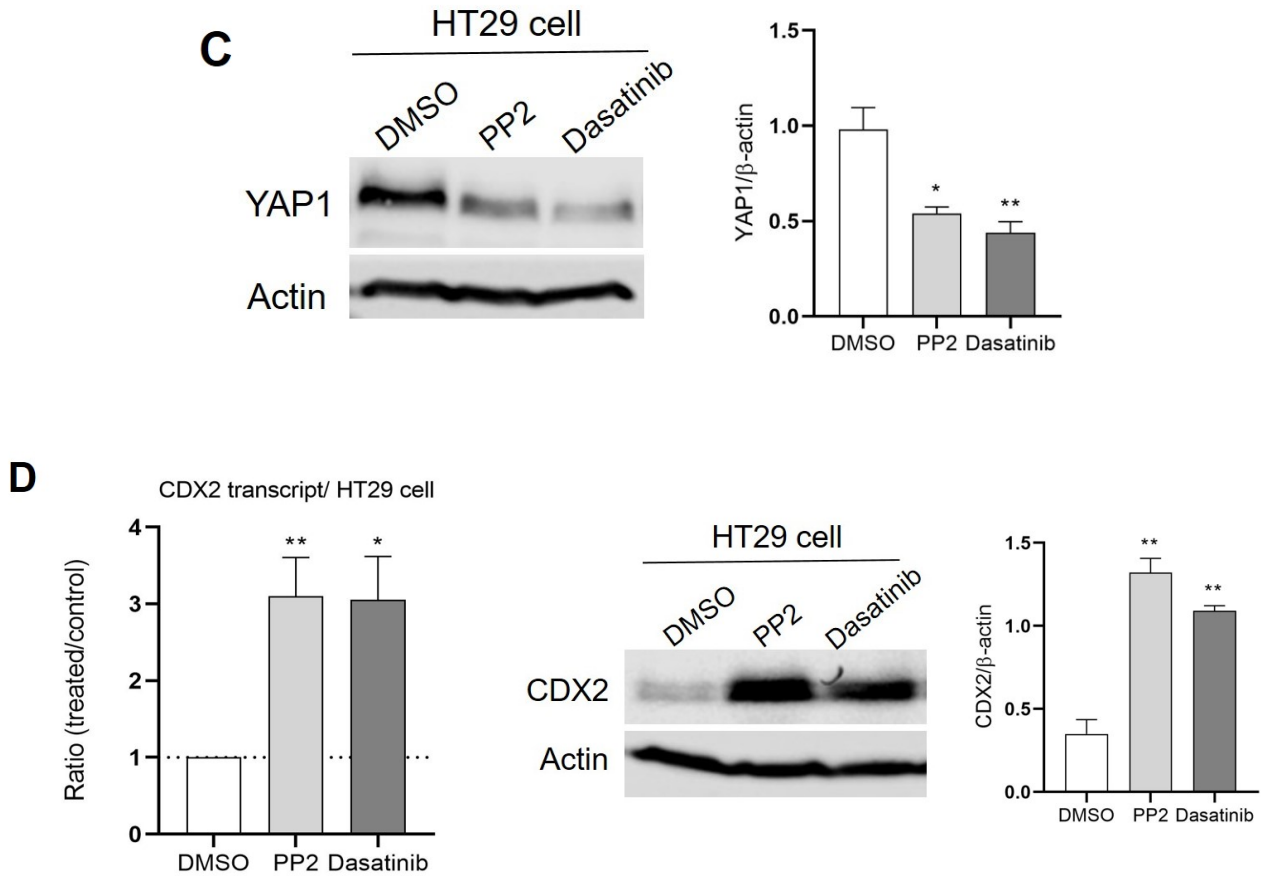 C
HT29 cell
DMSO
PP2
Dasatinib
YAP1
Actin
YAP1/β-actin
1.5
1.0
0.5
0.0
*
**
DMSO PP2 Dasatinib
D
CDX2 transcript/ HT29 cell
Ratio (treated/control)
4
3
2
1
0
**
*
DMSO PP2 Dasatinib
HT29 cell
DMSO
PP2
Dasatinib
CDX2
Actin
CDX2/β-actin
1.5
1.0
0.5
0.0
**
**
DMSO PP2 Dasatinib